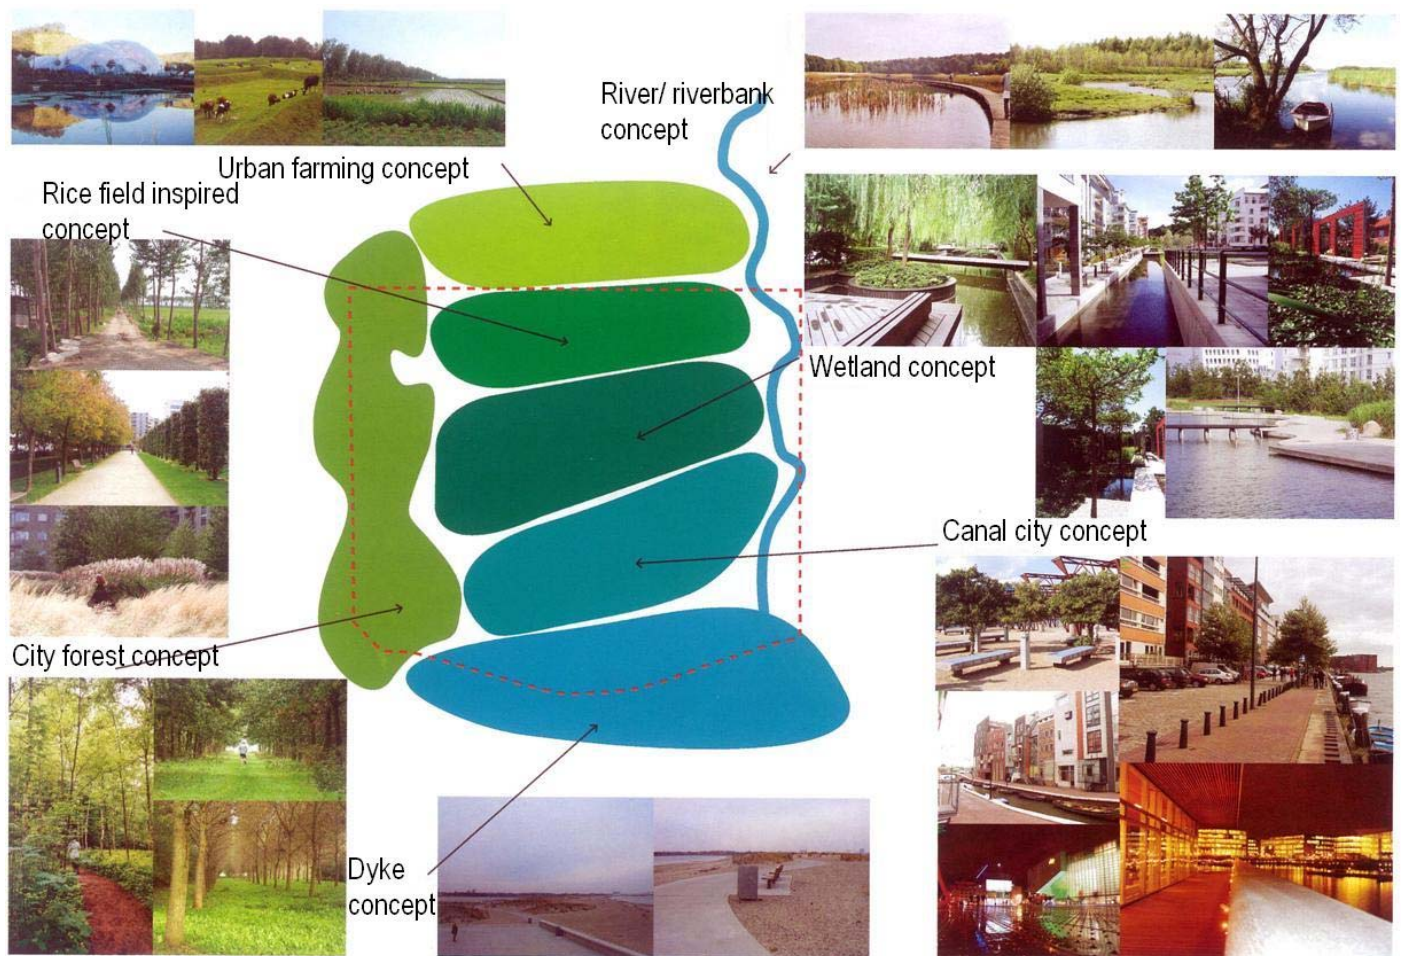 River/ riverbank
concept
Urban farming concept
Rice field inspired
concept
Wetland concept
Canal city concept
City forest concept
Dyke
concept